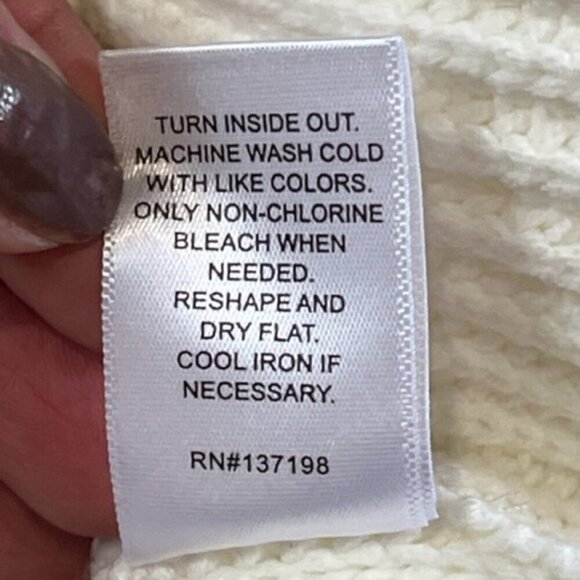 TURN INSIDE OUT.
MACHINE WASH COLD
WITH LIKE COLORS.
ONLY NON-CHLORINE
BLEACH WHEN
NEEDED.
RESHAPE AND
DRY FLAT.
COOL IRON IF
NECESSARY.
RN#137198